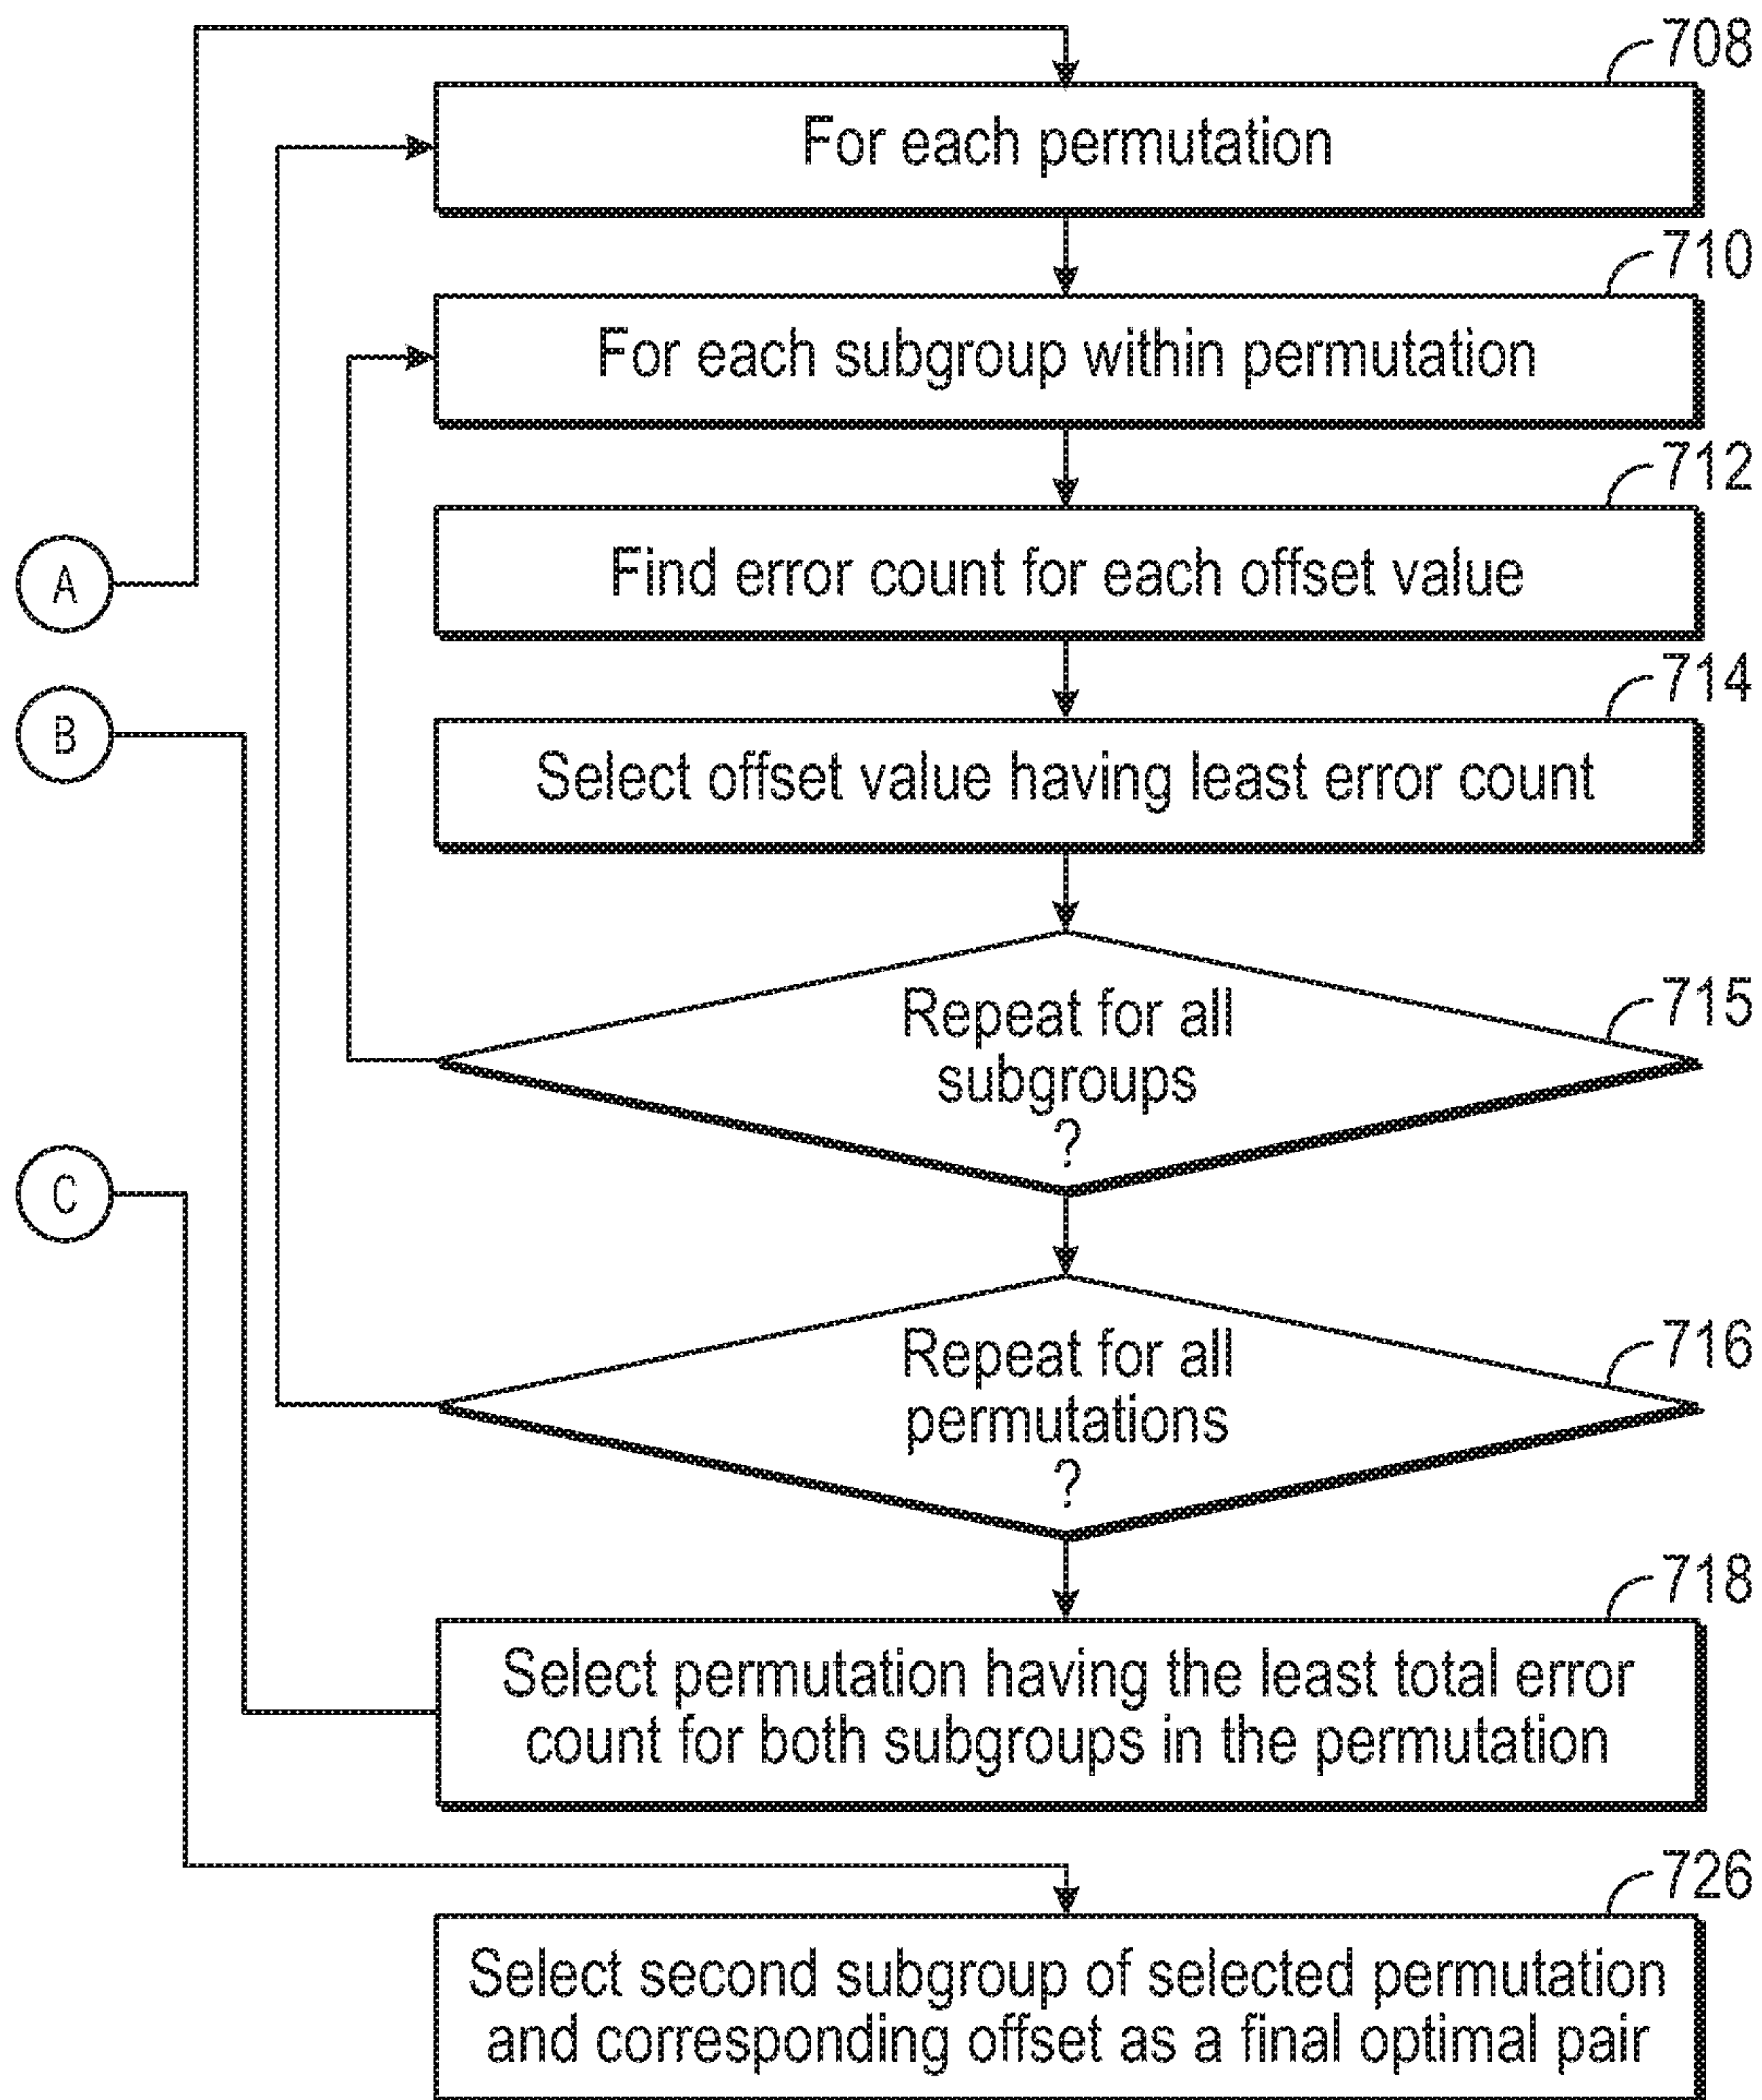 708
For each permutation
710
For each subgroup within permutation
712
Find error count for each offset value
A
714
Select offset value having least error count
B
715
Repeat for all
subgroups
?
C
716
Repeat for all
permutations
?
718
Select permutation having the least total error
count for both subgroups in the permutation
726
Select second subgroup of selected permutation
and corresponding offset as a final optimal pair